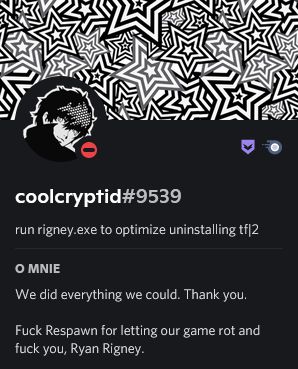 coolcryptid#9539
run rigney.exe to optimize uninstalling tf|2
O MNIE
We did everything we could. Thank you.
Fuck Respawn for letting our game rot and
fuck you, Ryan Rigney.